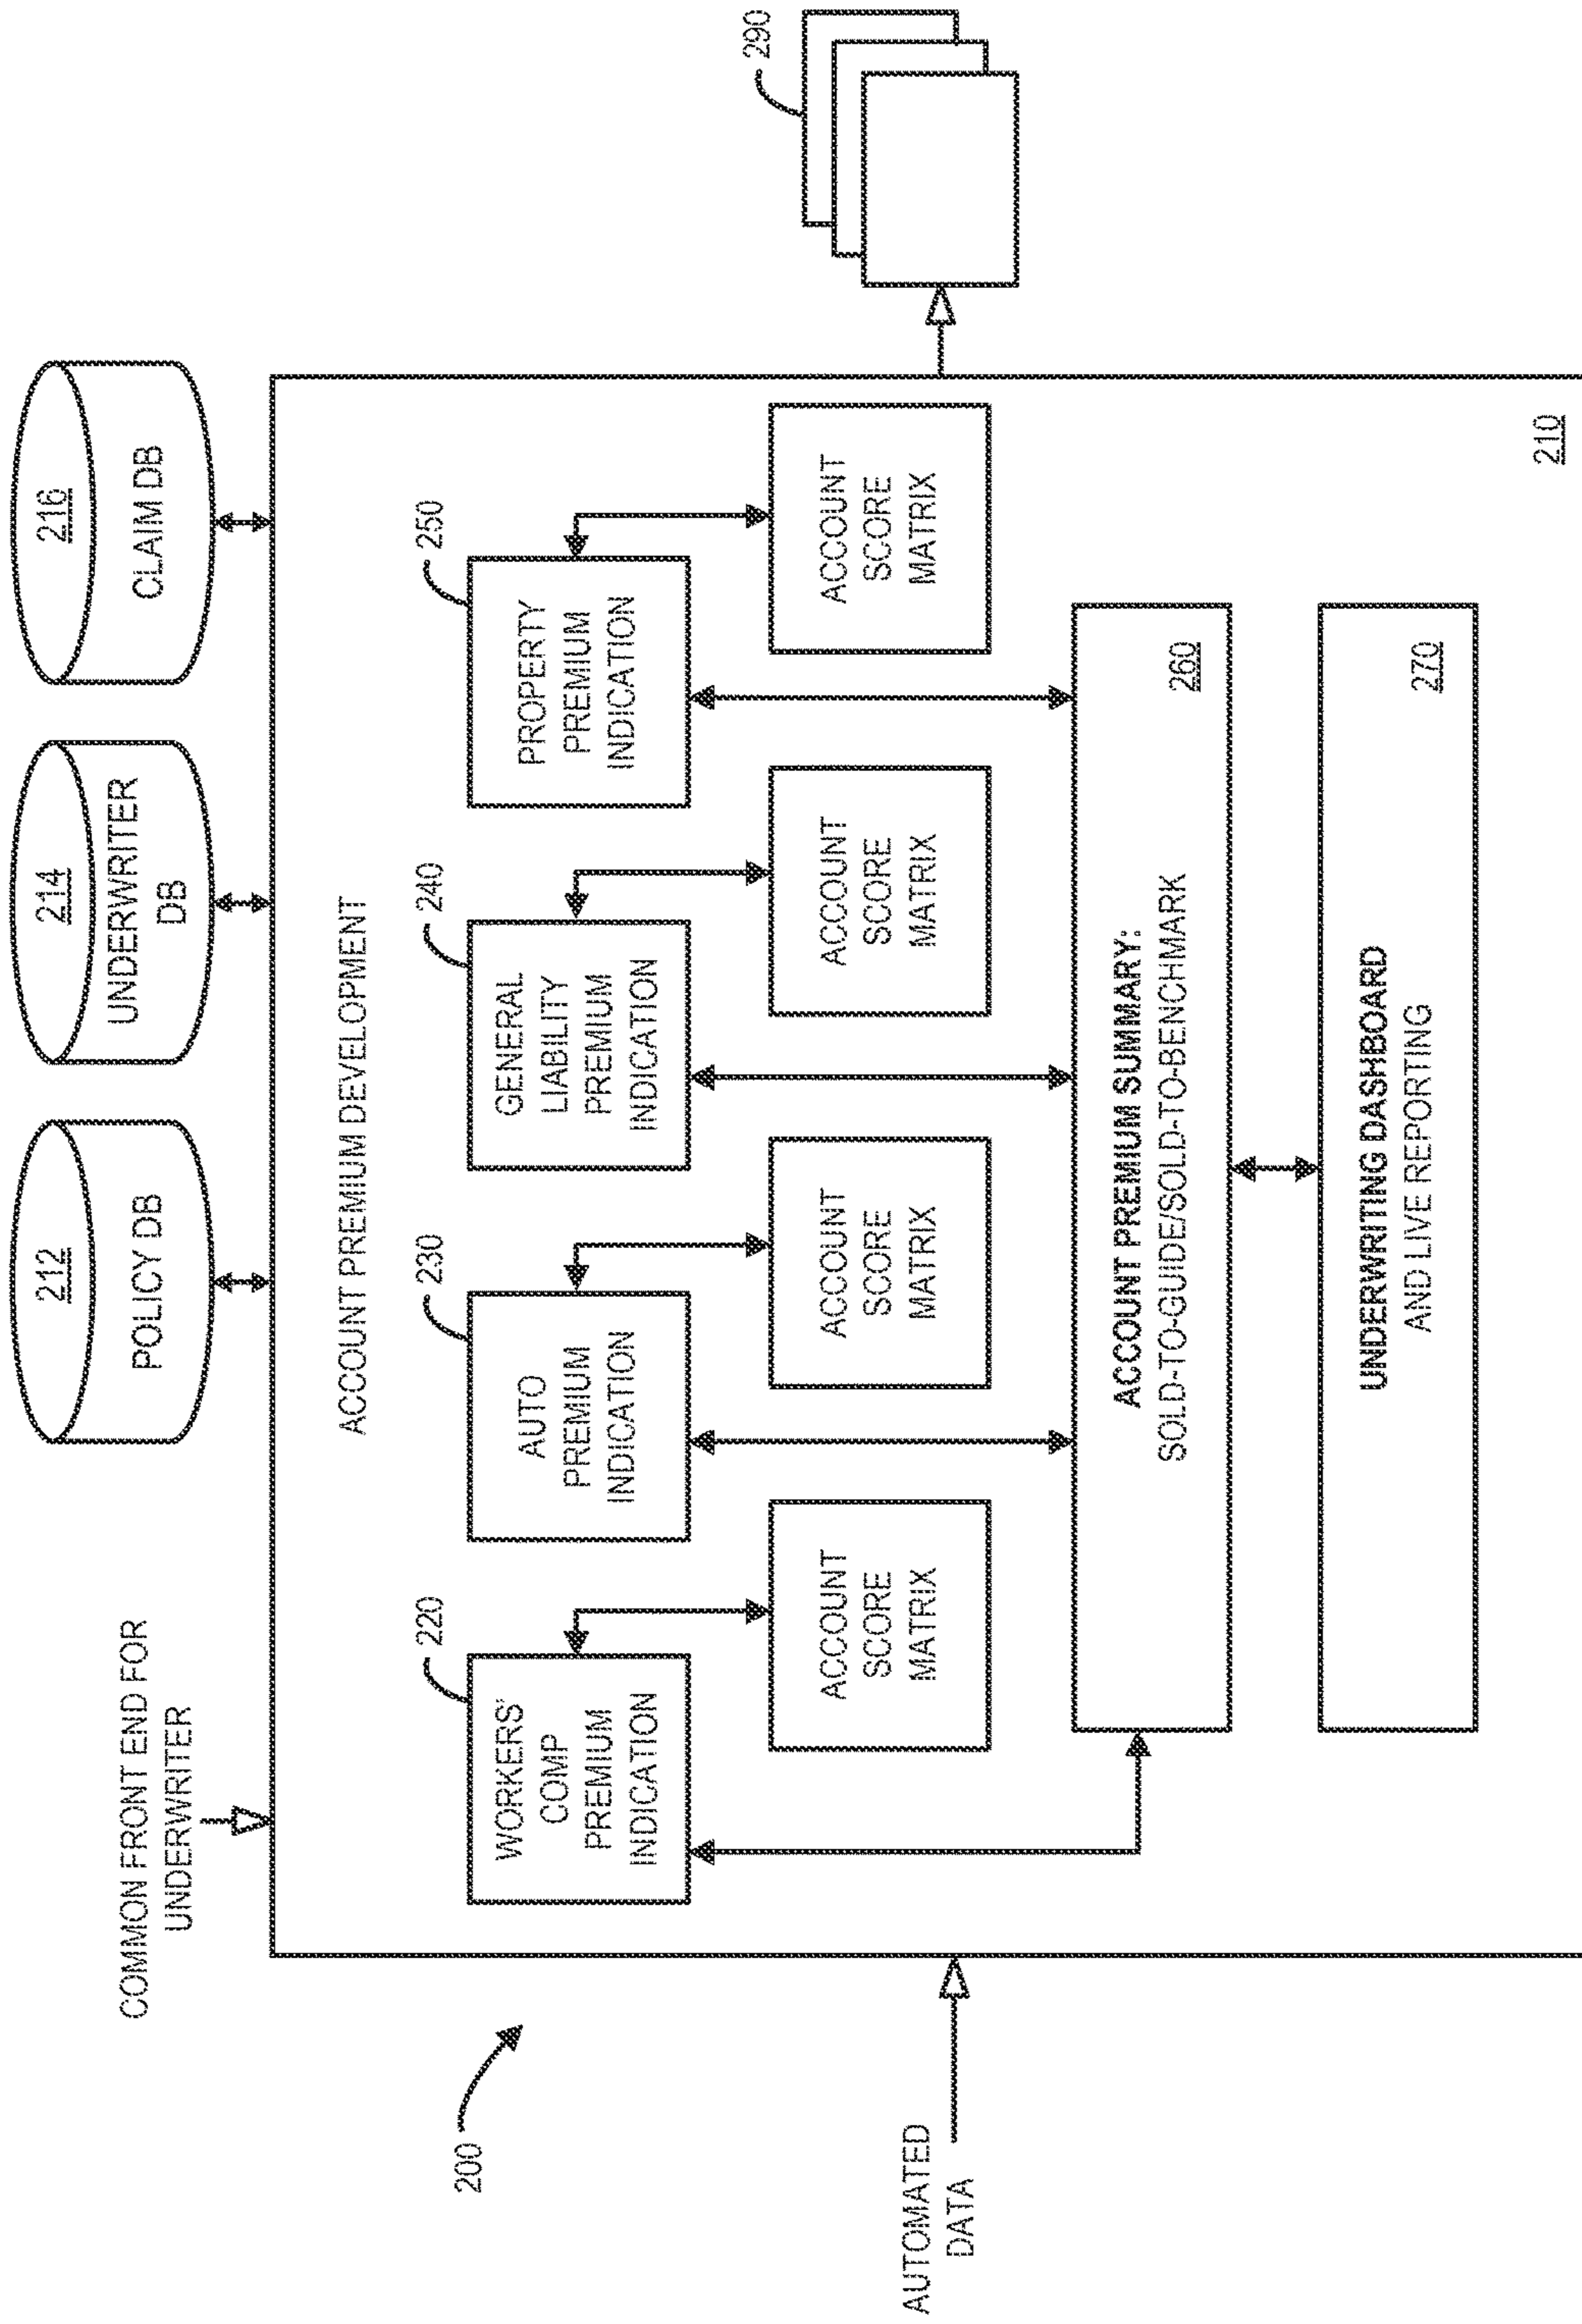 200
COMMON FRONT END FOR
UNDERWRITER
212
POLICY DB
214
UNDERWRITER
DB
216
CLAIM DB
AUTOMATED
DATA
ACCOUNT PREMIUM DEVELOPMENT
220
WORKERS'
COMP
PREMIUM
INDICATION
230
AUTO
PREMIUM
INDICATION
240
GENERAL
LIABILITY
PREMIUM
INDICATION
250
PROPERTY
PREMIUM
INDICATION
ACCOUNT
SCORE
MATRIX
ACCOUNT
SCORE
MATRIX
ACCOUNT
SCORE
MATRIX
ACCOUNT
SCORE
MATRIX
ACCOUNT PREMIUM SUMMARY:
SOLD-TO-GUIDE/SOLD-TO-BENCHMARK
260
UNDERWRITING DASHBOARD
AND LIVE REPORTING
270
210
290